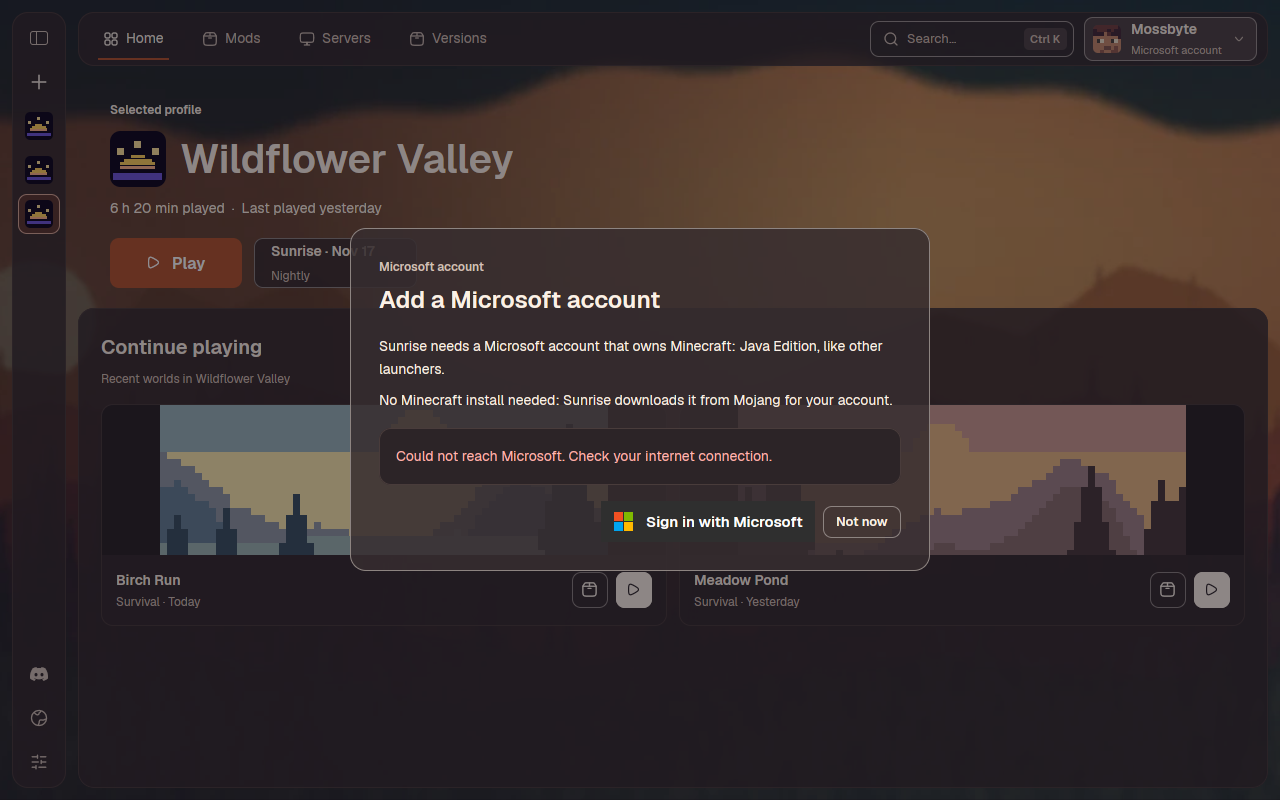 Home
Mods
Servers
Versions
Search...
Ctrl K
Mossbyte
Microsoft account
Selected profile
Wildflower Valley
6 h 20 min played · Last played yesterday
Play
Sunrise · Nov 17
Nightly
Microsoft account
Add a Microsoft account
Sunrise needs a Microsoft account that owns Minecraft: Java Edition, like other
launchers.
No Minecraft install needed: Sunrise downloads it from Mojang for your account.
Could not reach Microsoft. Check your internet connection.
Sign in with Microsoft
Not now
Continue playing
Recent worlds in Wildflower Valley
Birch Run
Survival · Today
Meadow Pond
Survival · Yesterday